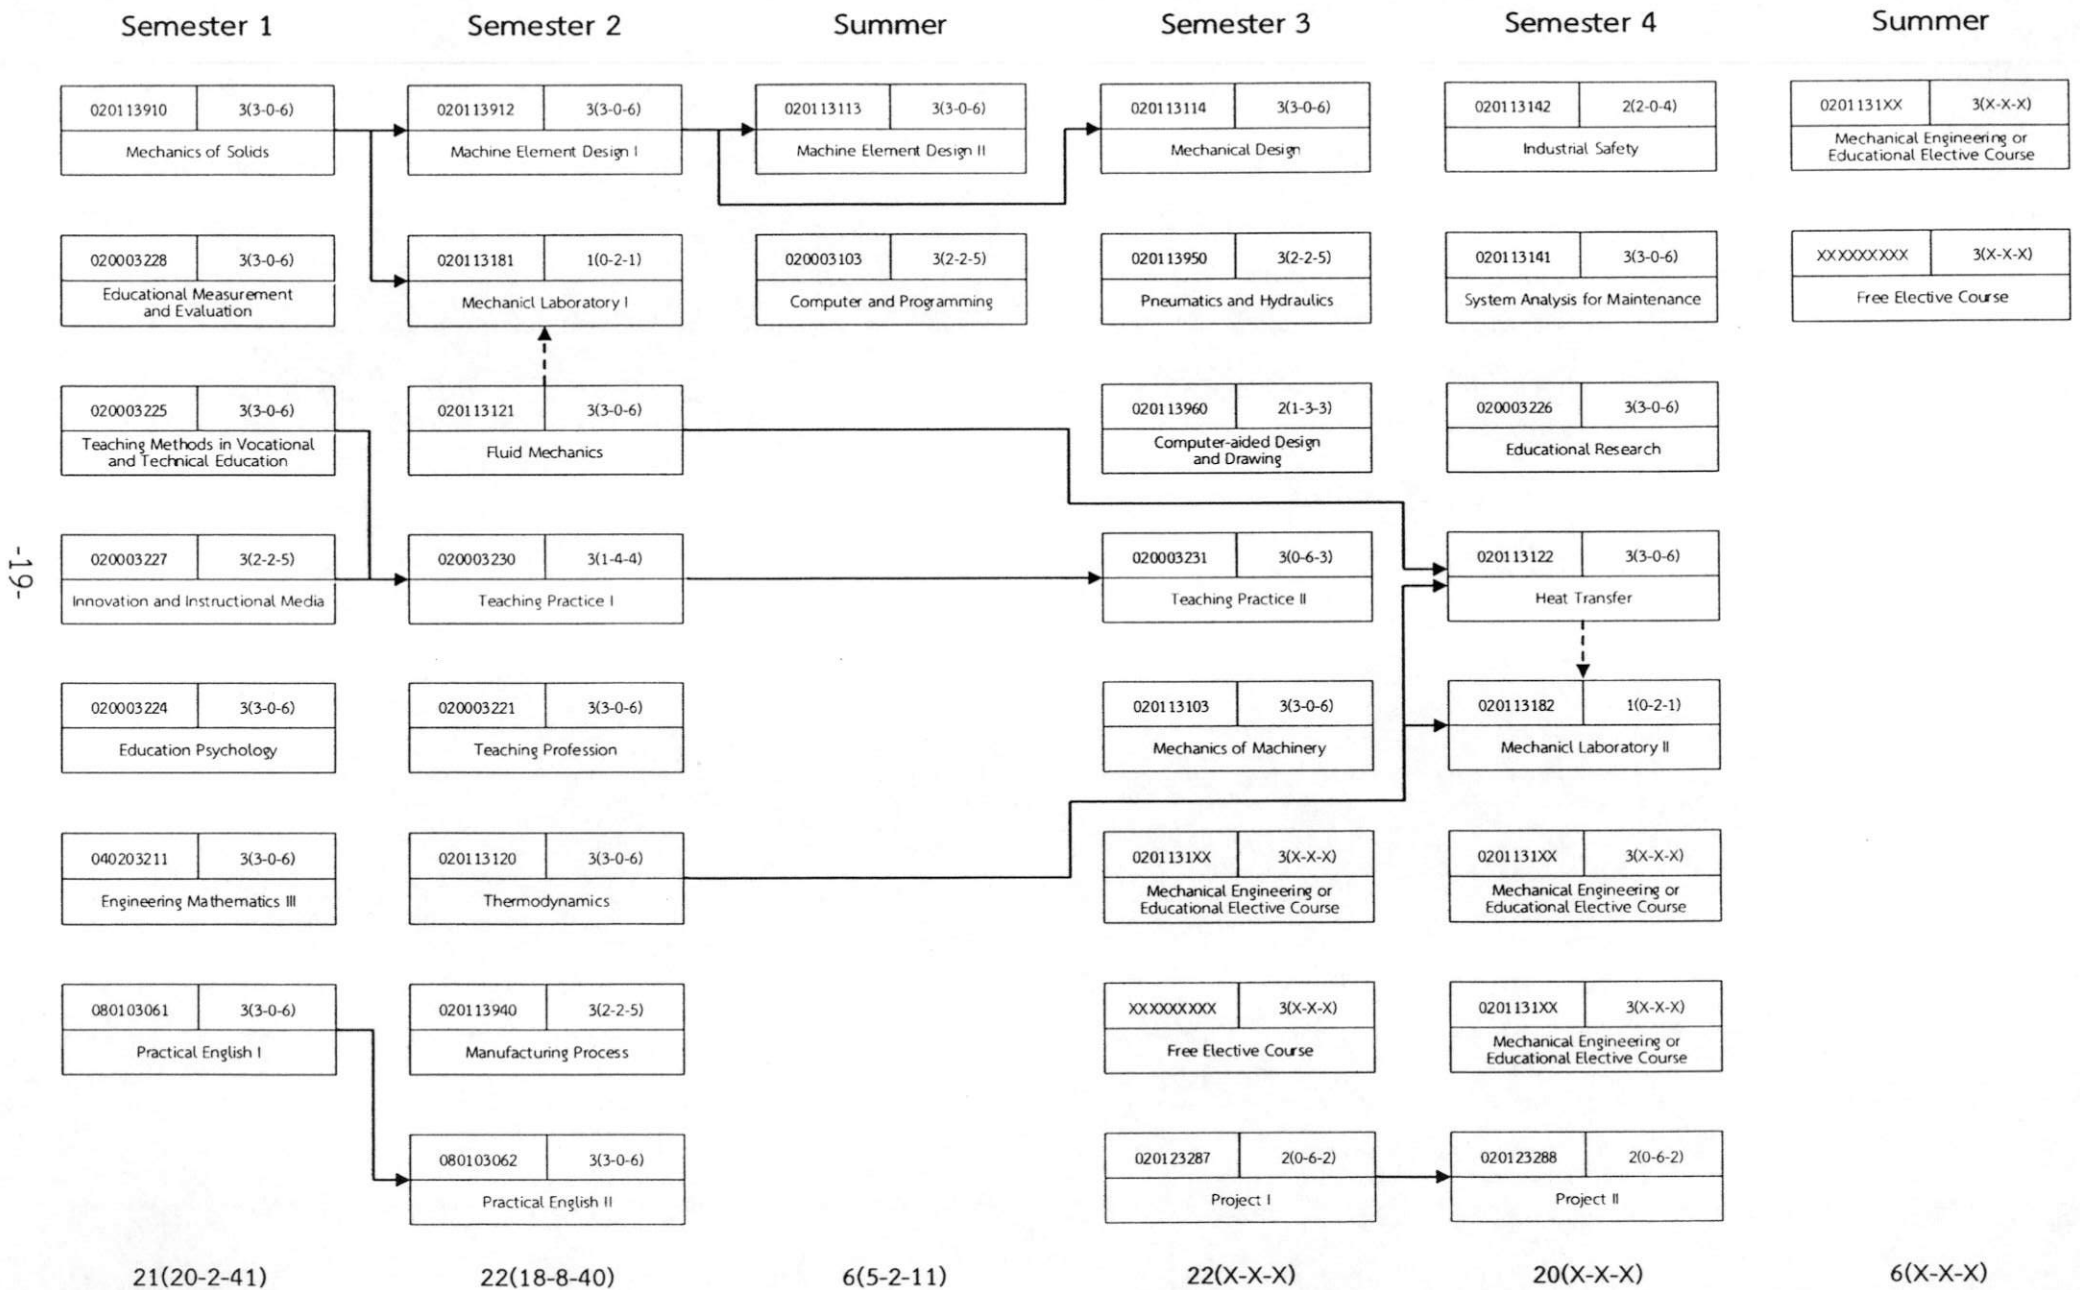 Semester 1
Semester 2
Summer
Semester 3
Semester 4
Summer
020113910 3(3-0-6)
Mechanics of Solids
020113912 3(3-0-6)
Machine Element Design I
020113113 3(3-0-6)
Machine Element Design II
020113114 3(3-0-6)
Mechanical Design
020113142 2(2-0-4)
Industrial Safety
0201131XX 3(X-X-X)
Mechanical Engineering or
Educational Elective Course
020003228 3(3-0-6)
Educational Measurement
and Evaluation
020113181 1(0-2-1)
Mechanicl Laboratory I
020003103 3(2-2-5)
Computer and Programming
020113950 3(2-2-5)
Pneumatics and Hydraulics
020113141 3(3-0-6)
System Analysis for Maintenance
XXXXXXXXX 3(X-X-X)
Free Elective Course
020003225 3(3-0-6)
Teaching Methods in Vocational
and Technical Education
020113121 3(3-0-6)
Fluid Mechanics
020113960 2(1-3-3)
Computer-aided Design
and Drawing
020003226 3(3-0-6)
Educational Research
020003227 3(2-2-5)
Innovation and Instructional Media
020003230 3(1-4-4)
Teaching Practice I
020003231 3(0-6-3)
Teaching Practice II
020113122 3(3-0-6)
Heat Transfer
020003224 3(3-0-6)
Education Psychology
020003221 3(3-0-6)
Teaching Profession
020113103 3(3-0-6)
Mechanics of Machinery
020113182 1(0-2-1)
Mechanicl Laboratory II
040203211 3(3-0-6)
Engineering Mathematics III
020113120 3(3-0-6)
Thermodynamics
0201131XX 3(X-X-X)
Mechanical Engineering or
Educational Elective Course
0201131XX 3(X-X-X)
Mechanical Engineering or
Educational Elective Course
080103061 3(3-0-6)
Practical English I
020113940 3(2-2-5)
Manufacturing Process
XXXXXXXXX 3(X-X-X)
Free Elective Course
0201131XX 3(X-X-X)
Mechanical Engineering or
Educational Elective Course
080103062 3(3-0-6)
Practical English II
020123287 2(0-6-2)
Project I
020123288 2(0-6-2)
Project II
21(20-2-41)
22(18-8-40)
6(5-2-11)
22(X-X-X)
20(X-X-X)
6(X-X-X)
-19-